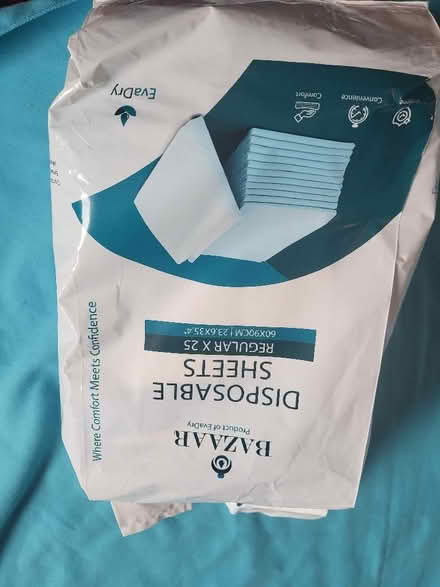 BAZAAR
Product of EvaDry
DISPOSABLE
SHEETS
REGULAR X 25
60X90CM | 23.6X35.4"
Where Comfort Meets Confidence
Convenience
Comfort
EvaDry